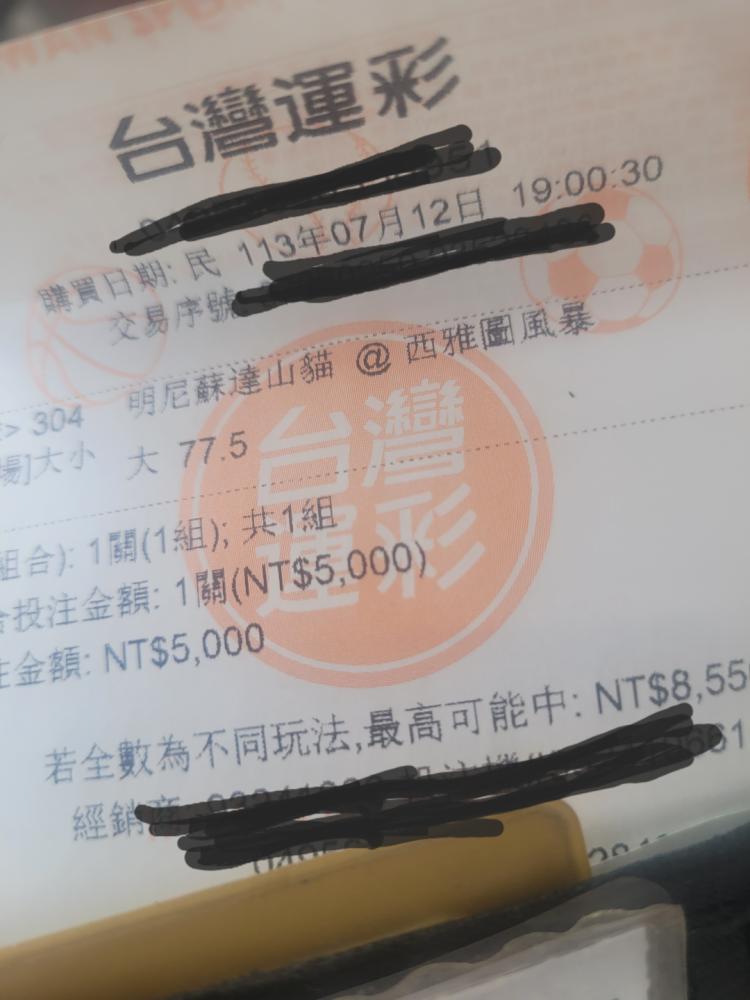 台灣運彩
購買日期: 民 113年07月12日 19:00:30
交易序號
> 304 明尼蘇達山貓 @ 西雅圖風暴
場]大小 大 77.5
台灣
運彩
組合): 1關(1組); 共1組
投注金額: 1關(NT$5,000)
金額: NT$5,000
若全數為不同玩法,最高可能中: NT$8,55
經銷商